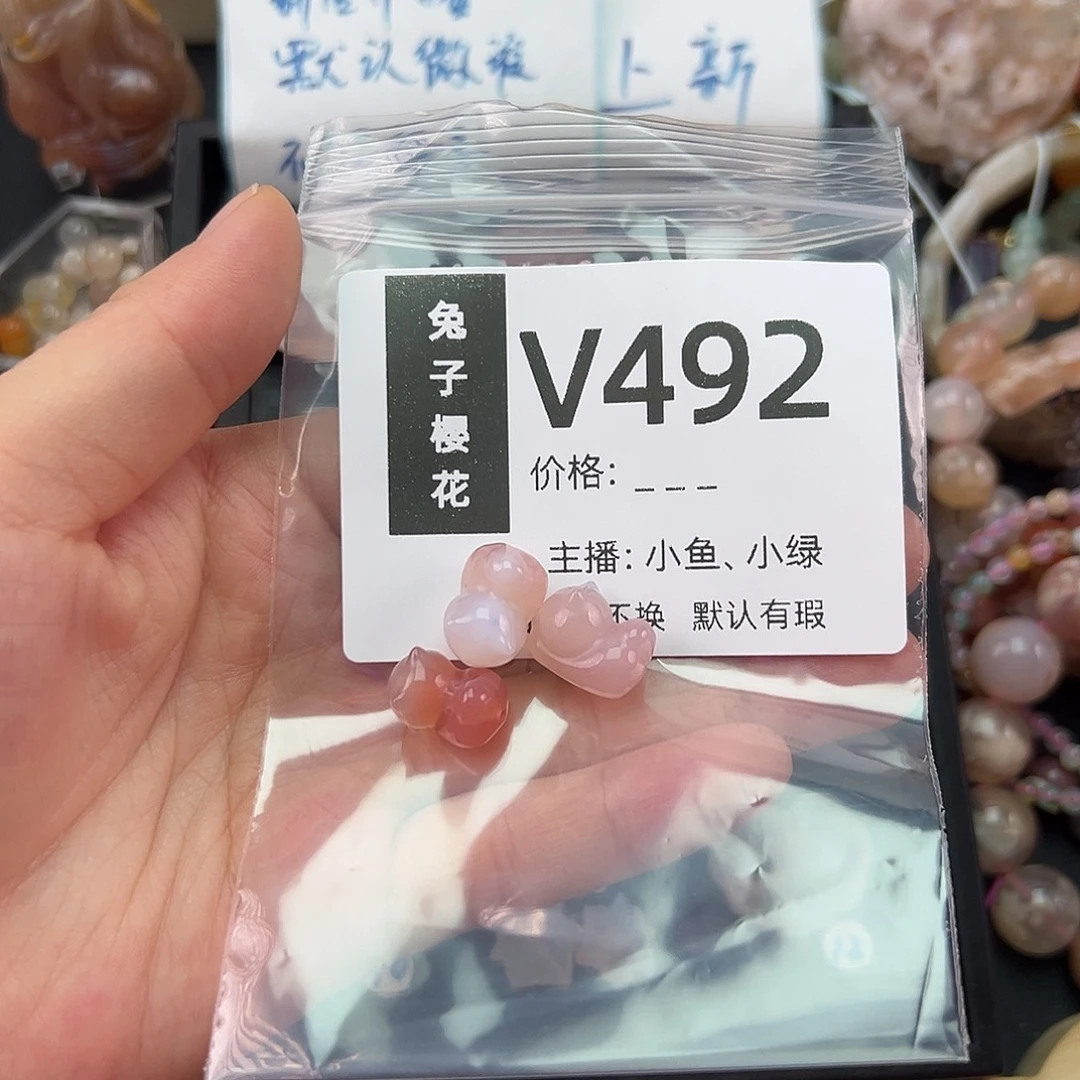 默认微瑕
上新
兔子樱花
V492
价格: _ _ _
主播: 小鱼、小绿
不换 默认有瑕